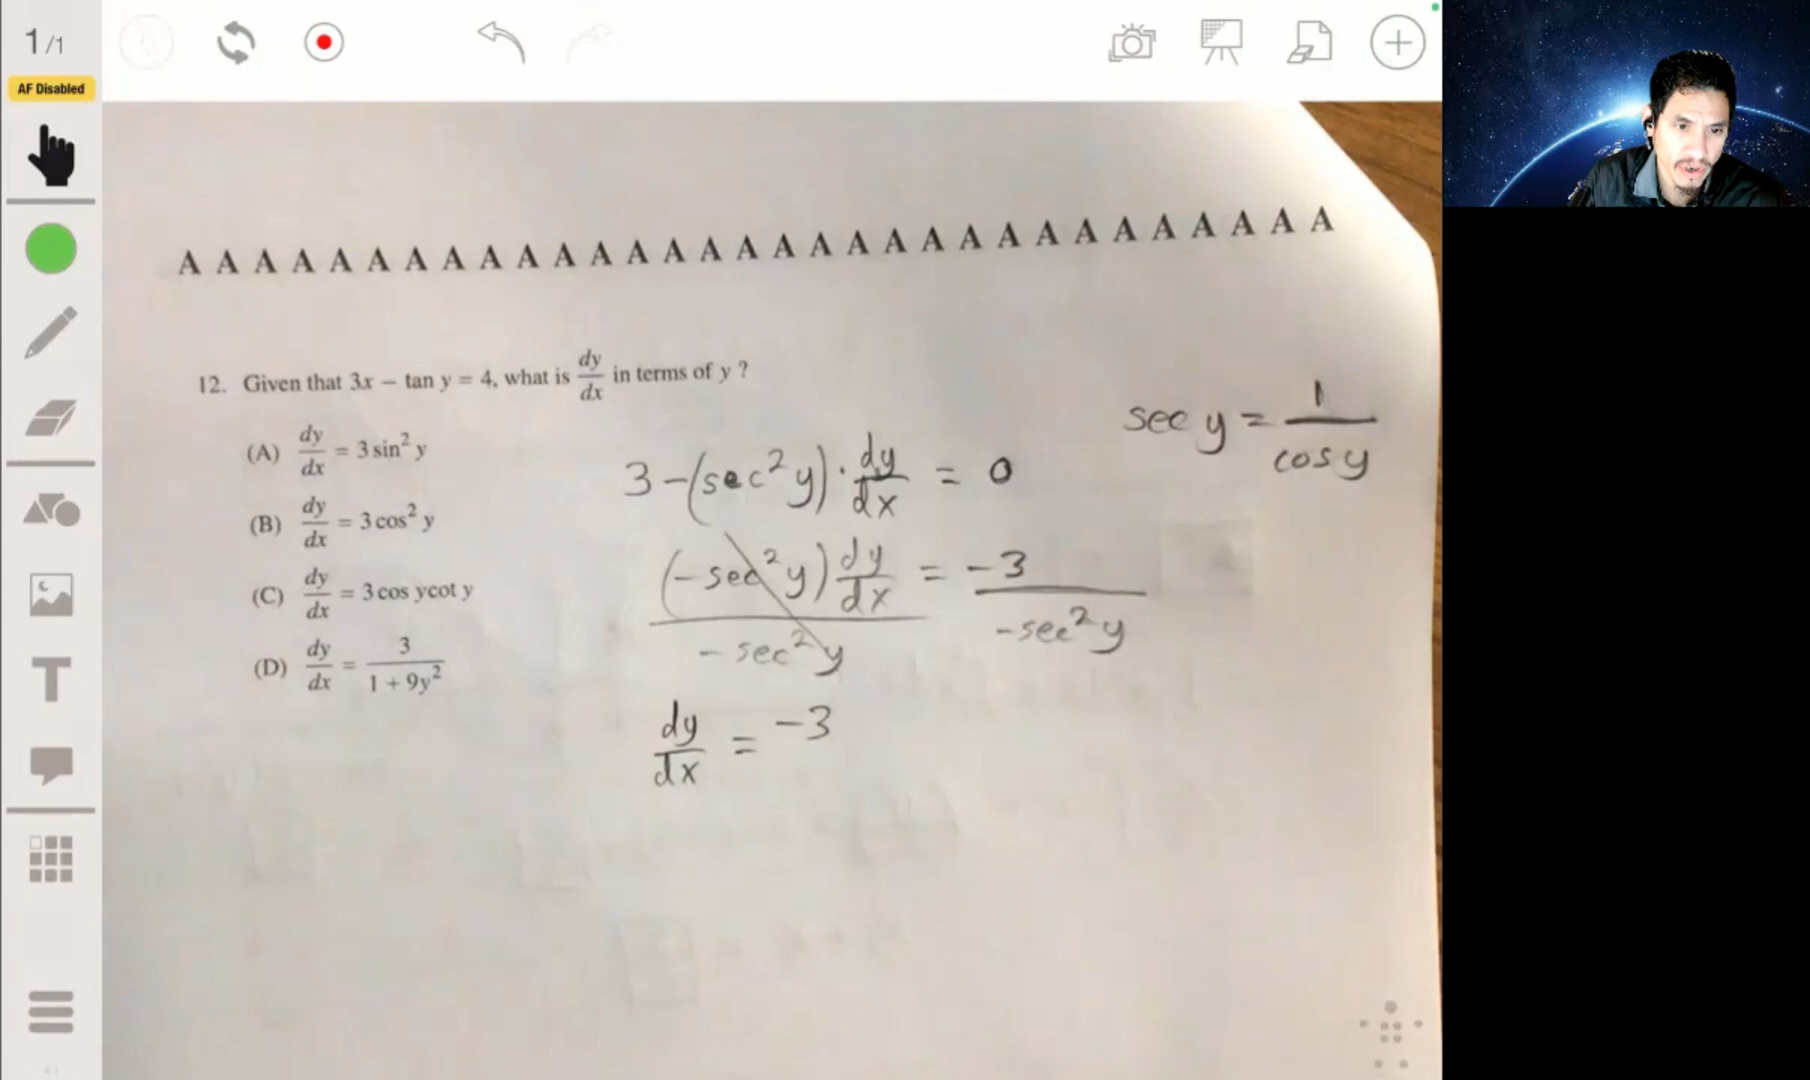 1/1
AF Disabled
A A A A A A A A A A A A A A A A A A A A A A A A A A A A A A A
12. Given that 3x − tan y = 4, what is dy/dx in terms of y ?
(A) dy/dx = 3 sin² y
(B) dy/dx = 3 cos² y
(C) dy/dx = 3 cos ycot y
(D) dy/dx = 3/(1 + 9y²)
sec y = 1/cos y
3-(sec² y) · dy/dx = 0
(-sec² y) dy/dx = -3
- sec² y   -sec² y
dy/dx = -3
T